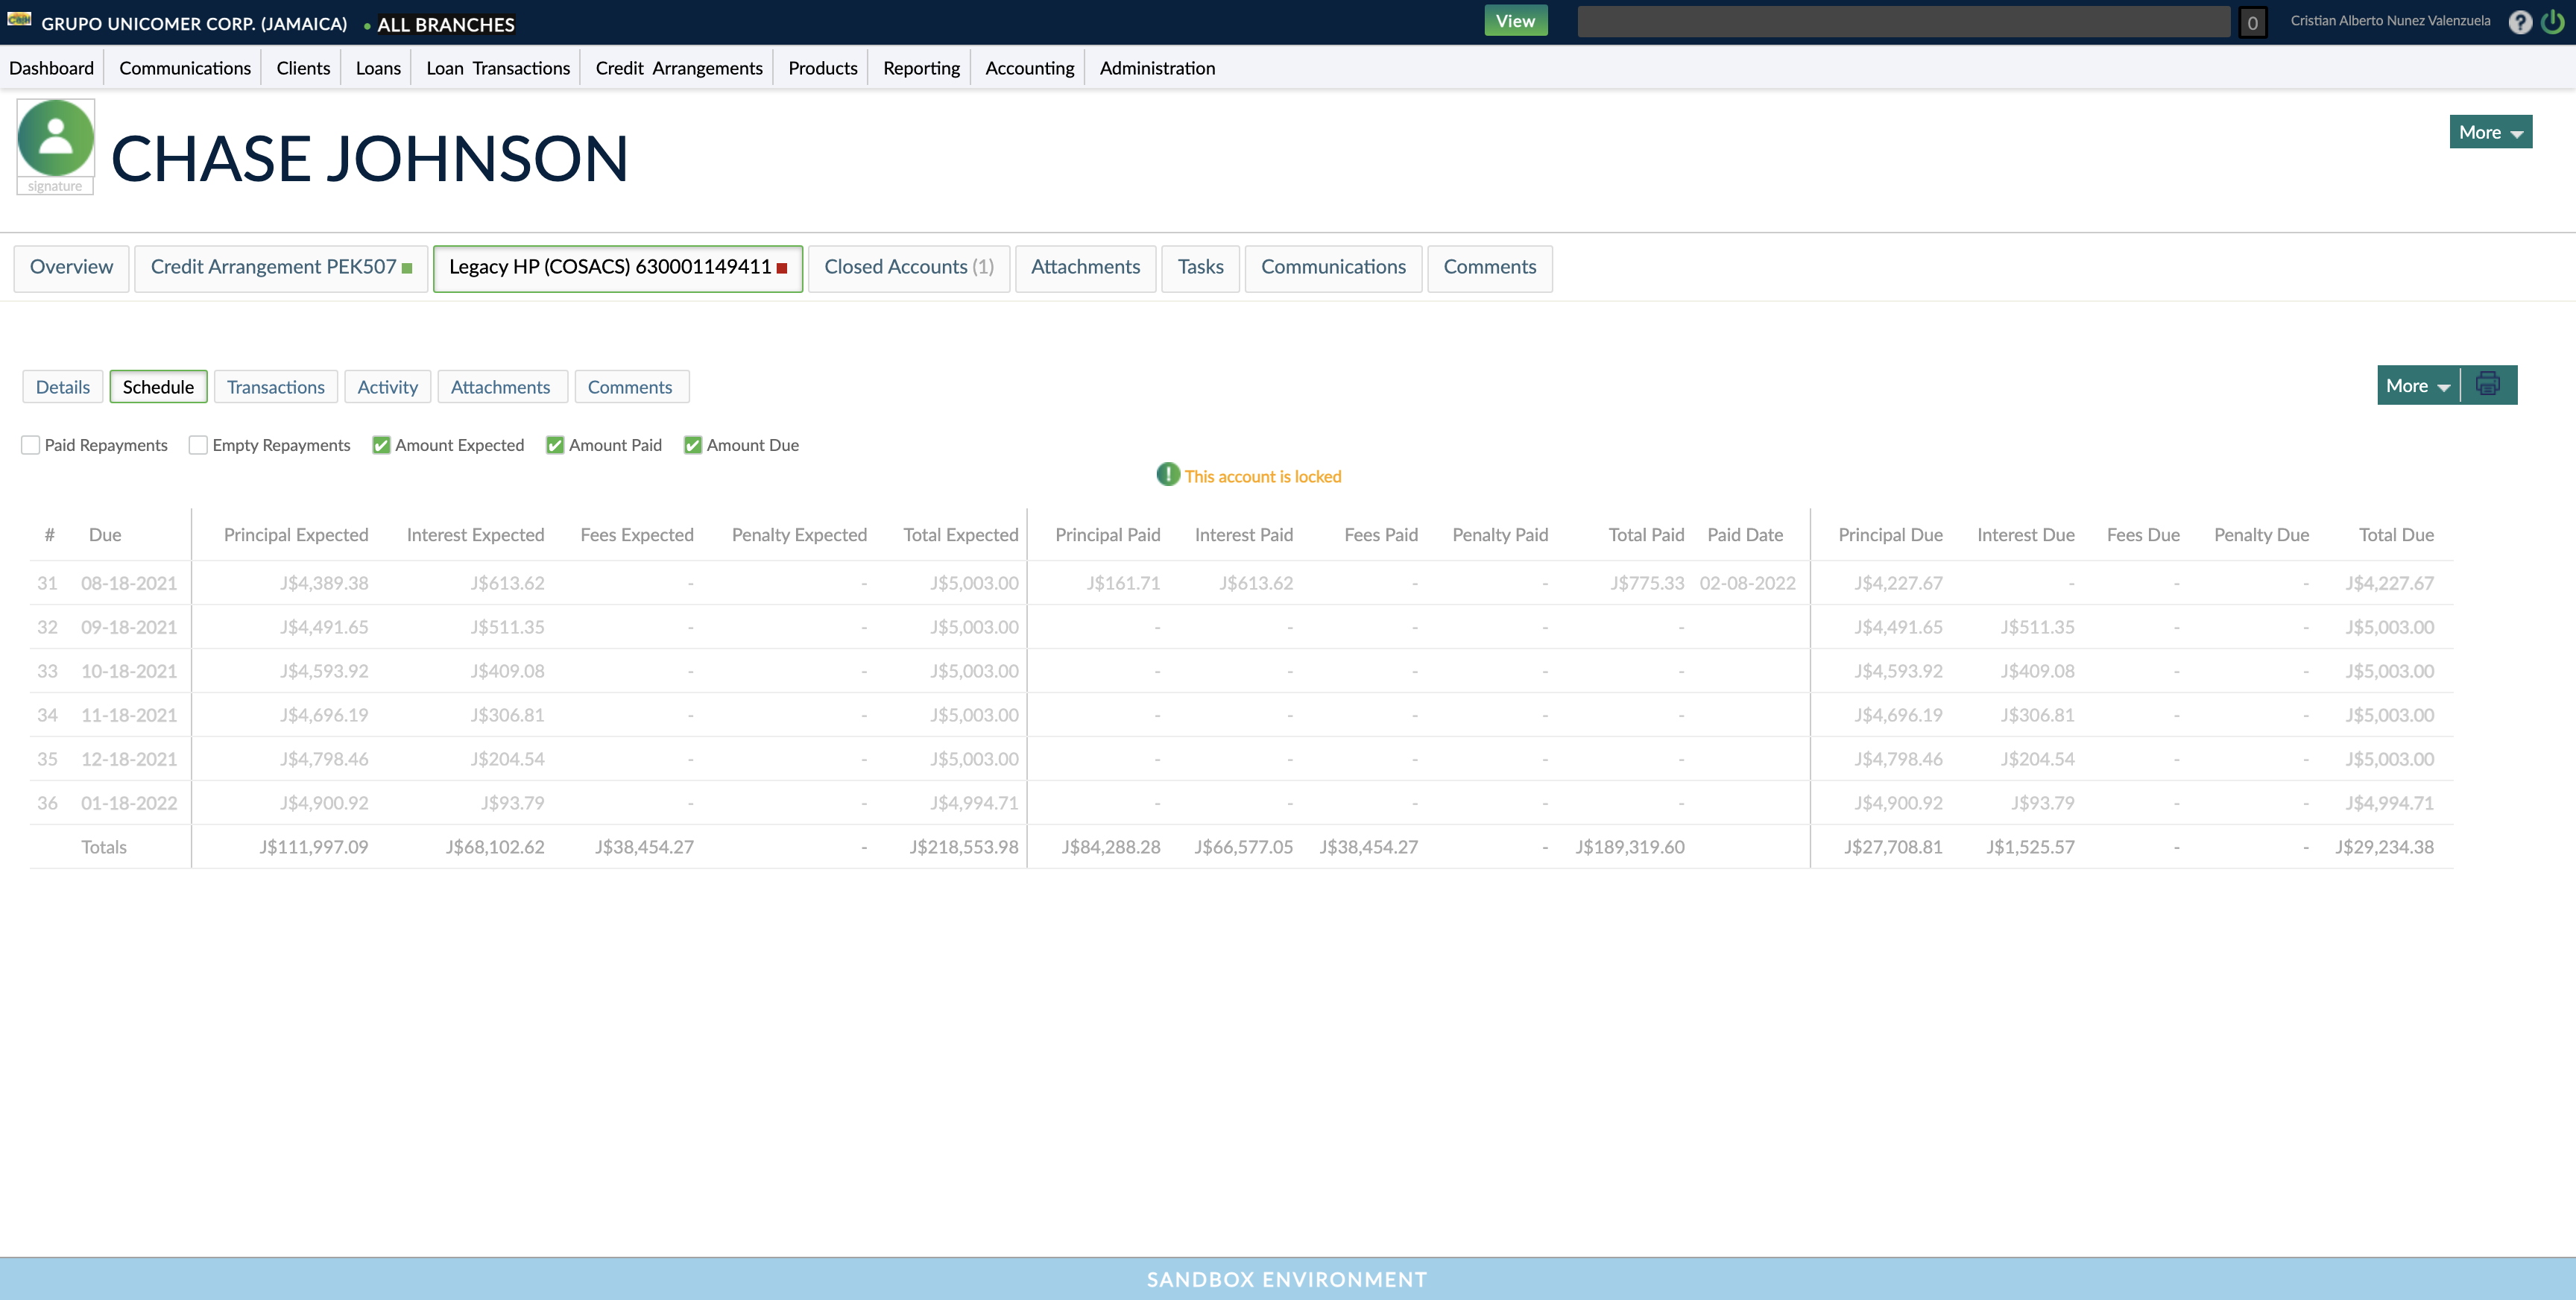 GRUPO UNICOMER CORP. (JAMAICA) • ALL BRANCHES View 0 Cristian Alberto Nunez Valenzuela ?
Dashboard Communications Clients Loans Loan Transactions Credit Arrangements Products Reporting Accounting Administration
CHASE JOHNSON
More
signature
Overview Credit Arrangement PEK507 Legacy HP (COSACS) 630001149411 Closed Accounts (1) Attachments Tasks Communications Comments
Details Schedule Transactions Activity Attachments Comments More
Paid Repayments Empty Repayments Amount Expected Amount Paid Amount Due
! This account is locked
# Due Principal Expected Interest Expected Fees Expected Penalty Expected Total Expected Principal Paid Interest Paid Fees Paid Penalty Paid Total Paid Paid Date Principal Due Interest Due Fees Due Penalty Due Total Due
31 08-18-2021 J$4,389.38 J$613.62 - - J$5,003.00 J$161.71 J$613.62 - - J$775.33 02-08-2022 J$4,227.67 - - - J$4,227.67
32 09-18-2021 J$4,491.65 J$511.35 - - J$5,003.00 - - - - - J$4,491.65 J$511.35 - - J$5,003.00
33 10-18-2021 J$4,593.92 J$409.08 - - J$5,003.00 - - - - - J$4,593.92 J$409.08 - - J$5,003.00
34 11-18-2021 J$4,696.19 J$306.81 - - J$5,003.00 - - - - - J$4,696.19 J$306.81 - - J$5,003.00
35 12-18-2021 J$4,798.46 J$204.54 - - J$5,003.00 - - - - - J$4,798.46 J$204.54 - - J$5,003.00
36 01-18-2022 J$4,900.92 J$93.79 - - J$4,994.71 - - - - - J$4,900.92 J$93.79 - - J$4,994.71
Totals J$111,997.09 J$68,102.62 J$38,454.27 - J$218,553.98 J$84,288.28 J$66,577.05 J$38,454.27 - J$189,319.60 J$27,708.81 J$1,525.57 - - J$29,234.38
SANDBOX ENVIRONMENT